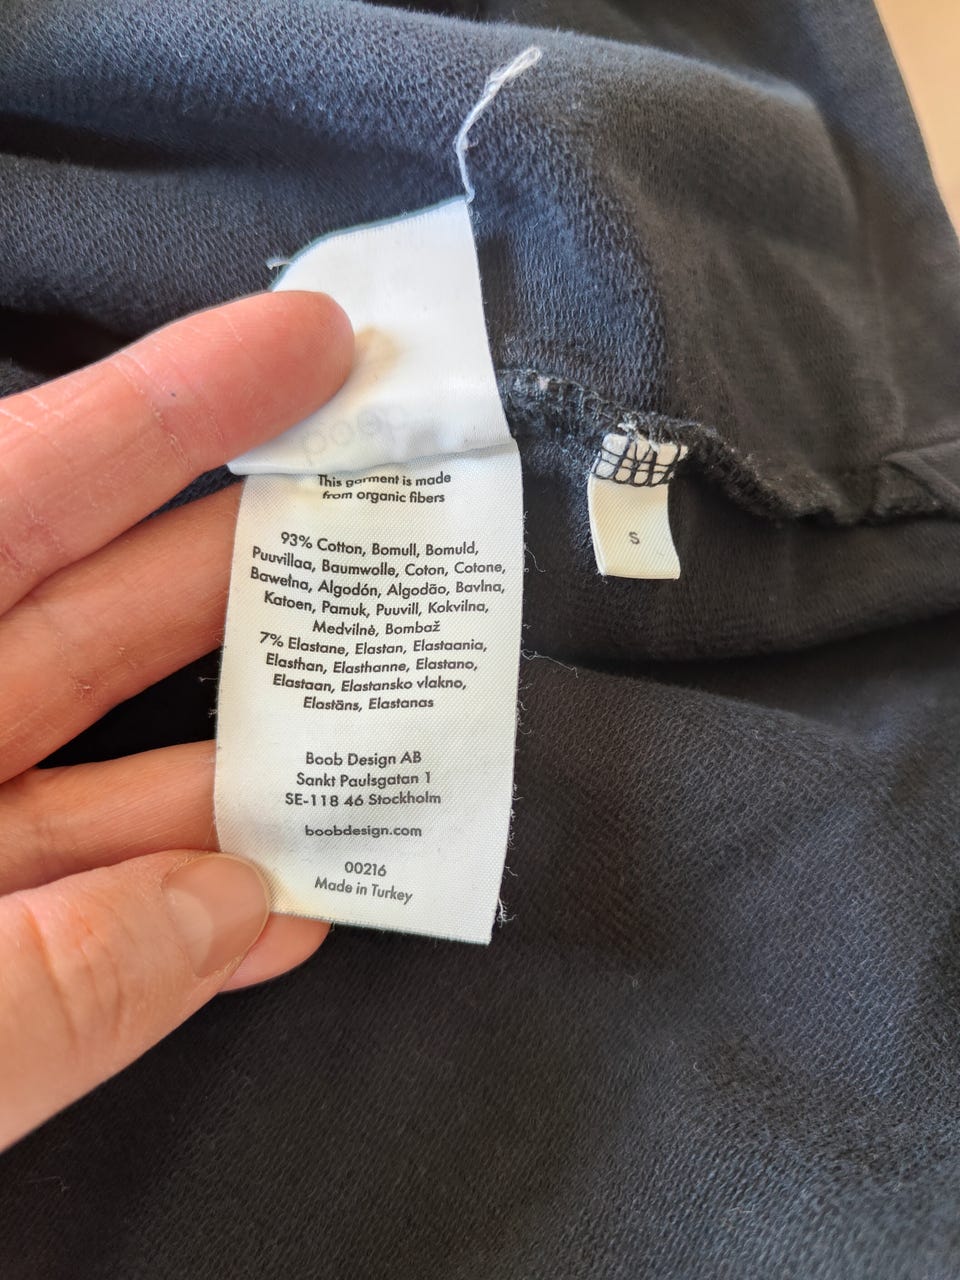 This garment is made
from organic fibers
93% Cotton, Bomull, Bomuld,
Puuvillaa, Baumwolle, Coton, Cotone,
Bawełna, Algodón, Algodão, Bavlna,
Katoen, Pamuk, Puuvill, Kokvilna,
Medvilnė, Bombaž
7% Elastane, Elastan, Elastaania,
Elasthan, Elasthanne, Elastano,
Elastaan, Elastansko vlakno,
Elastāns, Elastanas
Boob Design AB
Sankt Paulsgatan 1
SE-118 46 Stockholm
boobdesign.com
00216
Made in Turkey
S